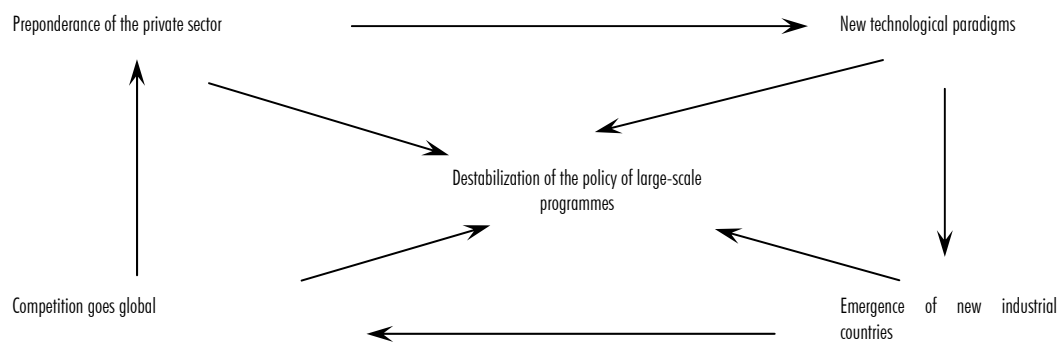 Preponderance of the private sector
New technological paradigms
Destabilization of the policy of large-scale
programmes
Competition goes global
Emergence of new industrial
countries